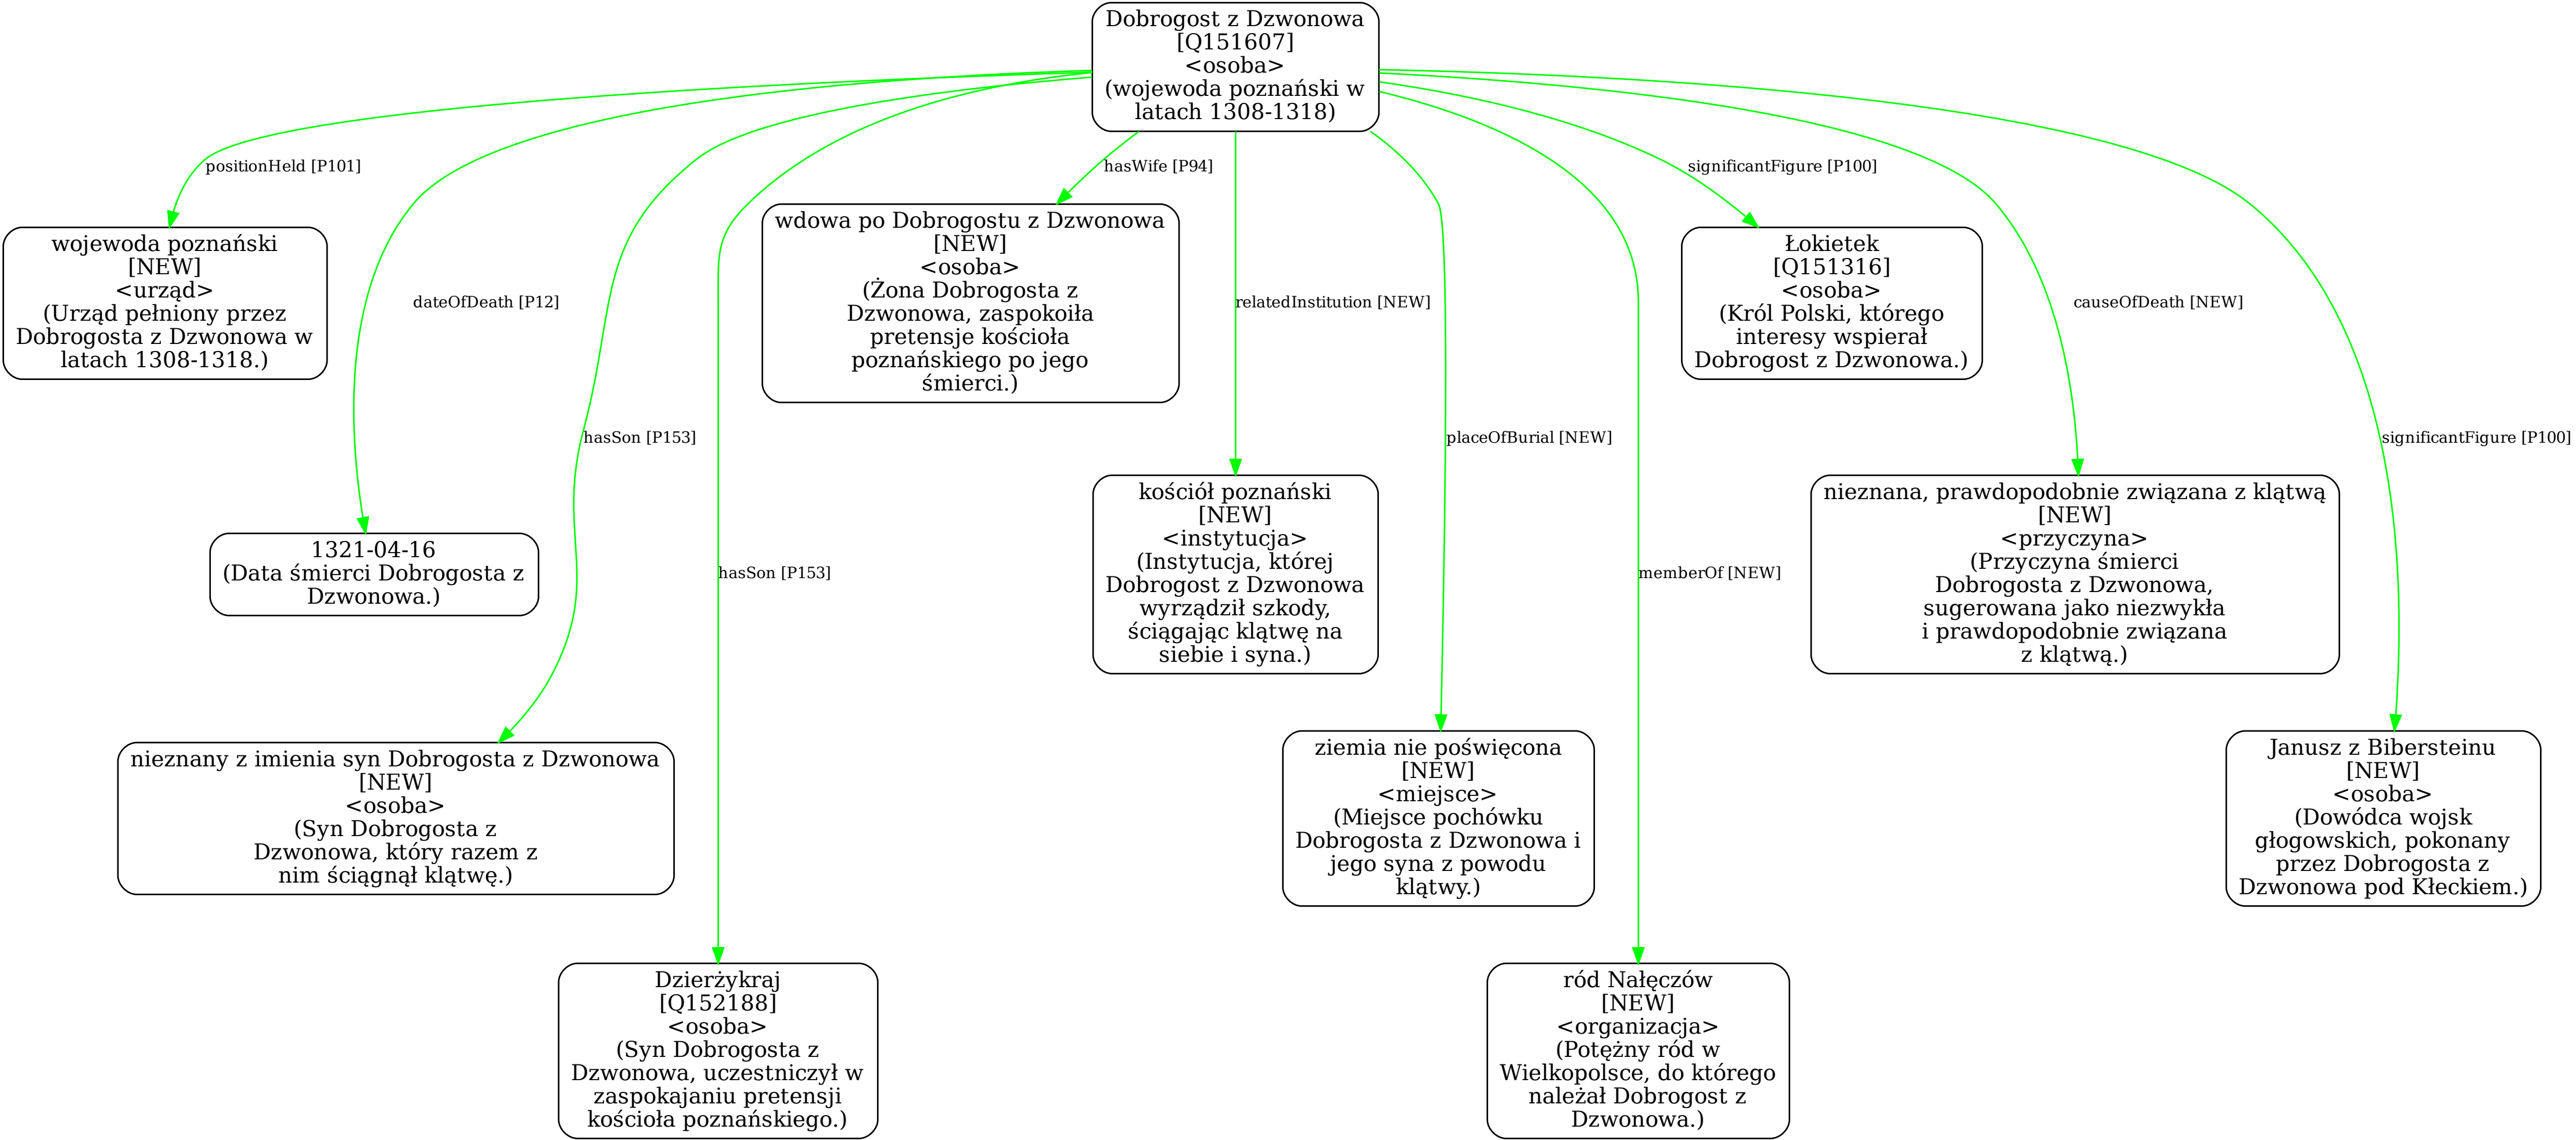 Dobrogost z Dzwonowa
[Q151607]
<osoba>
(wojewoda poznański w
latach 1308-1318)
positionHeld [P101]
hasWife [P94]
significantFigure [P100]
wojewoda poznański
[NEW]
<urząd>
(Urząd pełniony przez
Dobrogosta z Dzwonowa w
latach 1308-1318.)
wdowa po Dobrogostu z Dzwonowa
[NEW]
<osoba>
(Żona Dobrogosta z
Dzwonowa, zaspokoiła
pretensje kościoła
poznańskiego po jego
śmierci.)
Łokietek
[Q151316]
<osoba>
(Król Polski, którego
interesy wspierał
Dobrogost z Dzwonowa.)
dateOfDeath [P12]
relatedInstitution [NEW]
causeOfDeath [NEW]
hasSon [P153]
placeOfBurial [NEW]
significantFigure [P100]
1321-04-16
(Data śmierci Dobrogosta z
Dzwonowa.)
kościół poznański
[NEW]
<instytucja>
(Instytucja, której
Dobrogost z Dzwonowa
wyrządził szkody,
ściągając klątwę na
siebie i syna.)
nieznana, prawdopodobnie związana z klątwą
[NEW]
<przyczyna>
(Przyczyna śmierci
Dobrogosta z Dzwonowa,
sugerowana jako niezwykła
i prawdopodobnie związana
z klątwą.)
hasSon [P153]
memberOf [NEW]
nieznany z imienia syn Dobrogosta z Dzwonowa
[NEW]
<osoba>
(Syn Dobrogosta z
Dzwonowa, który razem z
nim ściągnął klątwę.)
ziemia nie poświęcona
[NEW]
<miejsce>
(Miejsce pochówku
Dobrogosta z Dzwonowa i
jego syna z powodu
klątwy.)
Janusz z Bibersteinu
[NEW]
<osoba>
(Dowódca wojsk
głogowskich, pokonany
przez Dobrogosta z
Dzwonowa pod Kłeckiem.)
Dzierżykraj
[Q152188]
<osoba>
(Syn Dobrogosta z
Dzwonowa, uczestniczył w
zaspokajaniu pretensji
kościoła poznańskiego.)
ród Nałęczów
[NEW]
<organizacja>
(Potężny ród w
Wielkopolsce, do którego
należał Dobrogost z
Dzwonowa.)